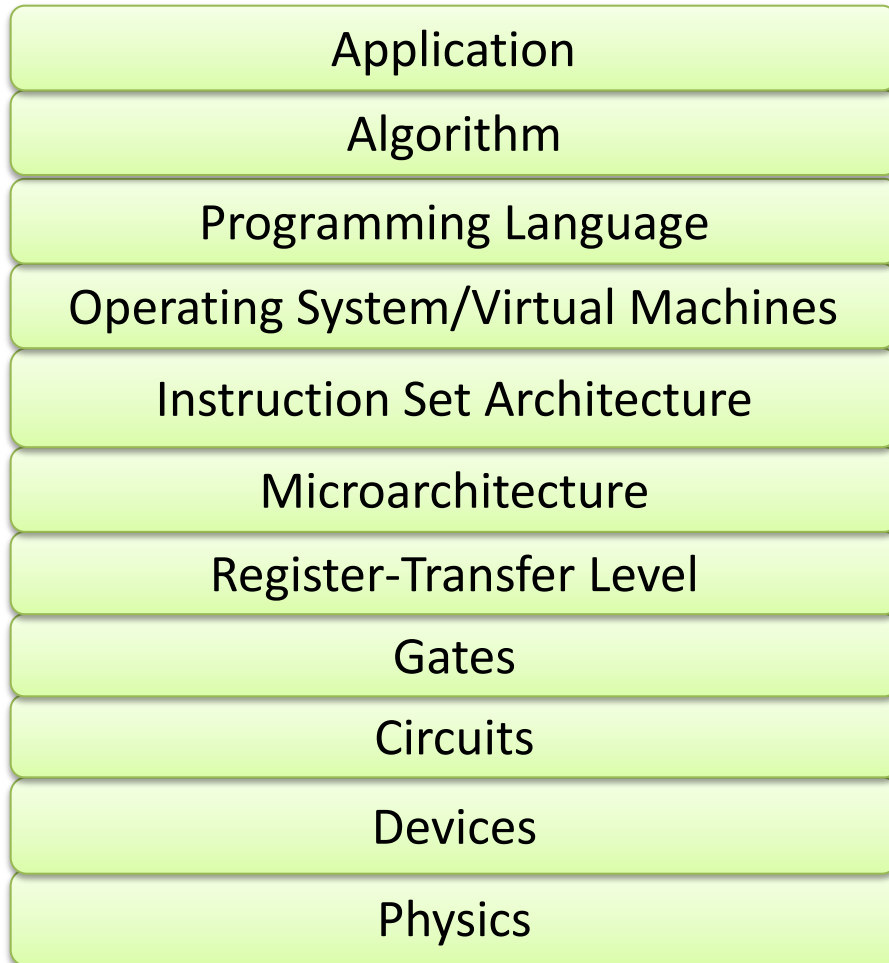 Application
Algorithm
Programming Language
Operating System/Virtual Machines
Instruction Set Architecture
Microarchitecture
Register-Transfer Level
Gates
Circuits
Devices
Physics